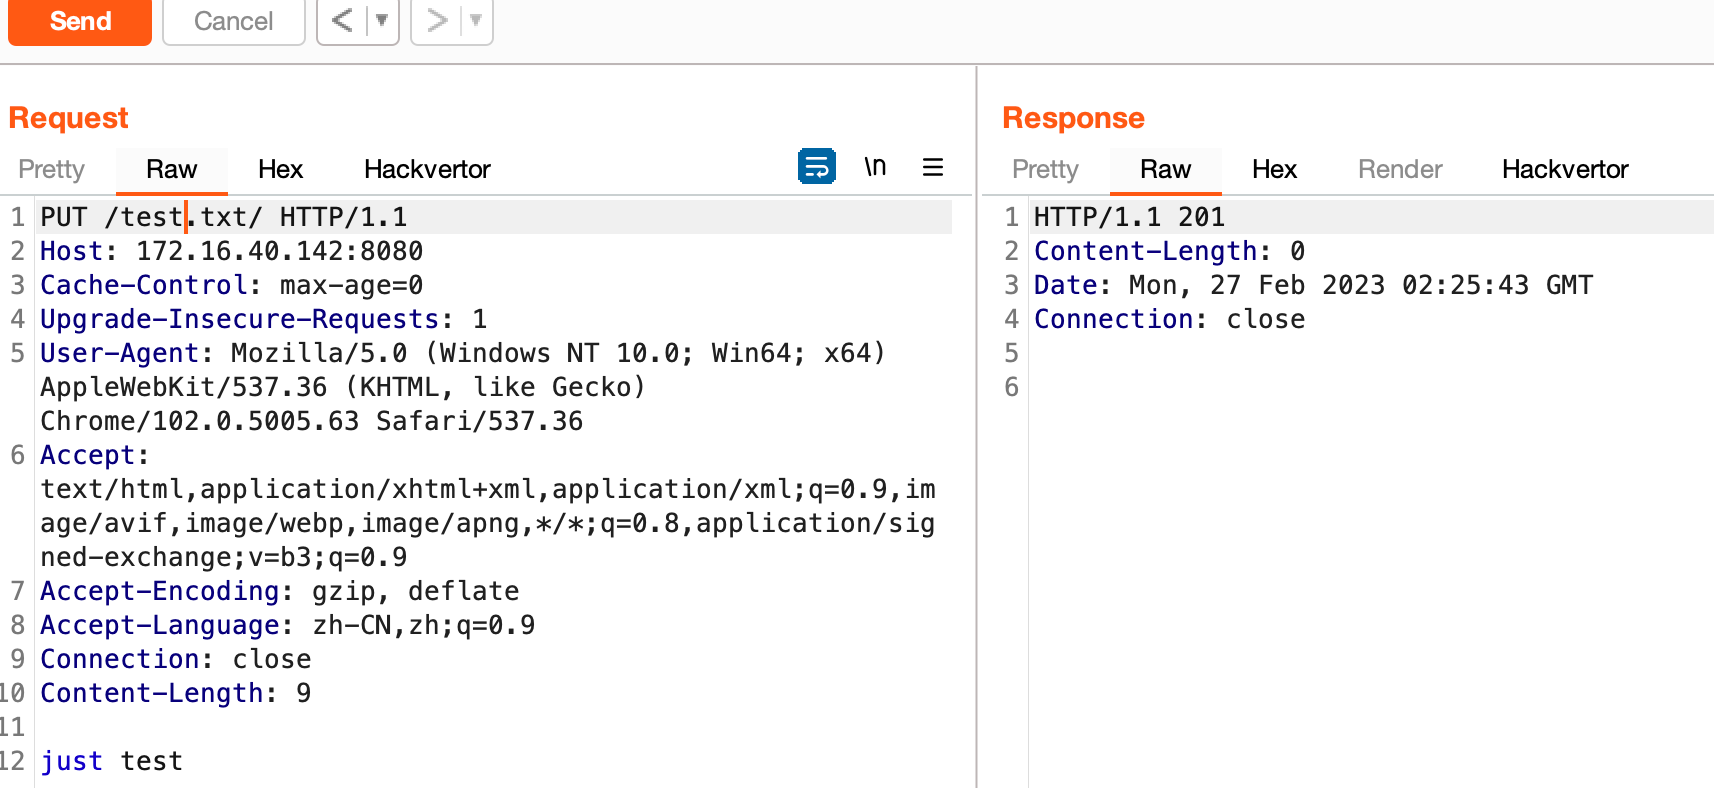 Send Cancel < ▼ > ▼
Request
Pretty Raw Hex Hackvertor \n ☰
1 PUT /test.txt/ HTTP/1.1
2 Host: 172.16.40.142:8080
3 Cache-Control: max-age=0
4 Upgrade-Insecure-Requests: 1
5 User-Agent: Mozilla/5.0 (Windows NT 10.0; Win64; x64)
AppleWebKit/537.36 (KHTML, like Gecko)
Chrome/102.0.5005.63 Safari/537.36
6 Accept:
text/html,application/xhtml+xml,application/xml;q=0.9,im
age/avif,image/webp,image/apng,*/*;q=0.8,application/sig
ned-exchange;v=b3;q=0.9
7 Accept-Encoding: gzip, deflate
8 Accept-Language: zh-CN,zh;q=0.9
9 Connection: close
10 Content-Length: 9
11
12 just test
Response
Pretty Raw Hex Render Hackvertor
1 HTTP/1.1 201
2 Content-Length: 0
3 Date: Mon, 27 Feb 2023 02:25:43 GMT
4 Connection: close
5
6